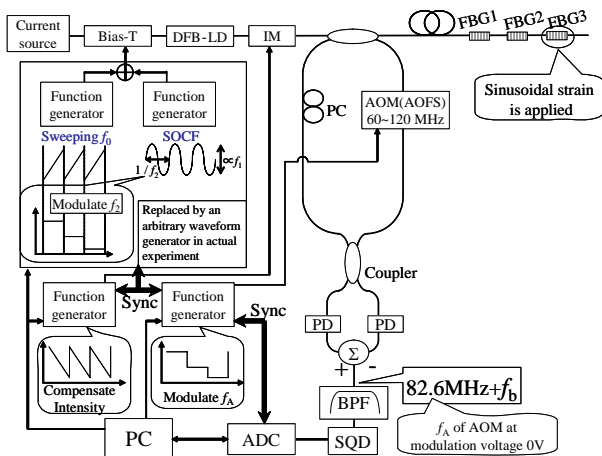 Current
source
Bias-T
DFB-LD
IM
FBG1
FBG2
FBG3
Sinusoidal strain
is applied
Function
generator
Function
generator
PC
AOM(AOFS)
60~120 MHz
Sweeping f0
SOCF
1/f2
∝f1
Modulate f2
Replaced by an
arbitrary waveform
generator in actual
experiment
Function
generator
Sync
Function
generator
Sync
Coupler
PD
PD
Σ
+ -
Compensate
Intensity
Modulate fA
82.6MHz+fb
BPF
fA of AOM at
modulation voltage 0V
PC
ADC
SQD